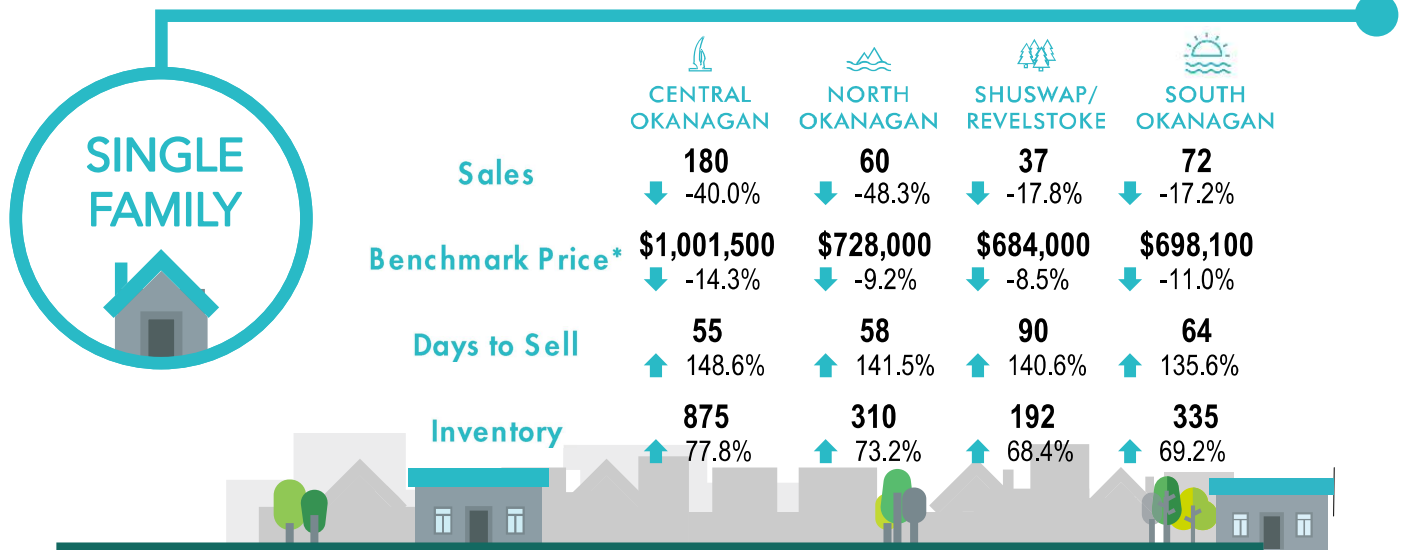 SINGLE
FAMILY
CENTRAL
OKANAGAN
NORTH
OKANAGAN
SHUSWAP/
REVELSTOKE
SOUTH
OKANAGAN
Sales
180
60
37
72
-40.0%
-48.3%
-17.8%
-17.2%
Benchmark Price*
$1,001,500
$728,000
$684,000
$698,100
-14.3%
-9.2%
-8.5%
-11.0%
Days to Sell
55
58
90
64
148.6%
141.5%
140.6%
135.6%
Inventory
875
310
192
335
77.8%
73.2%
68.4%
69.2%